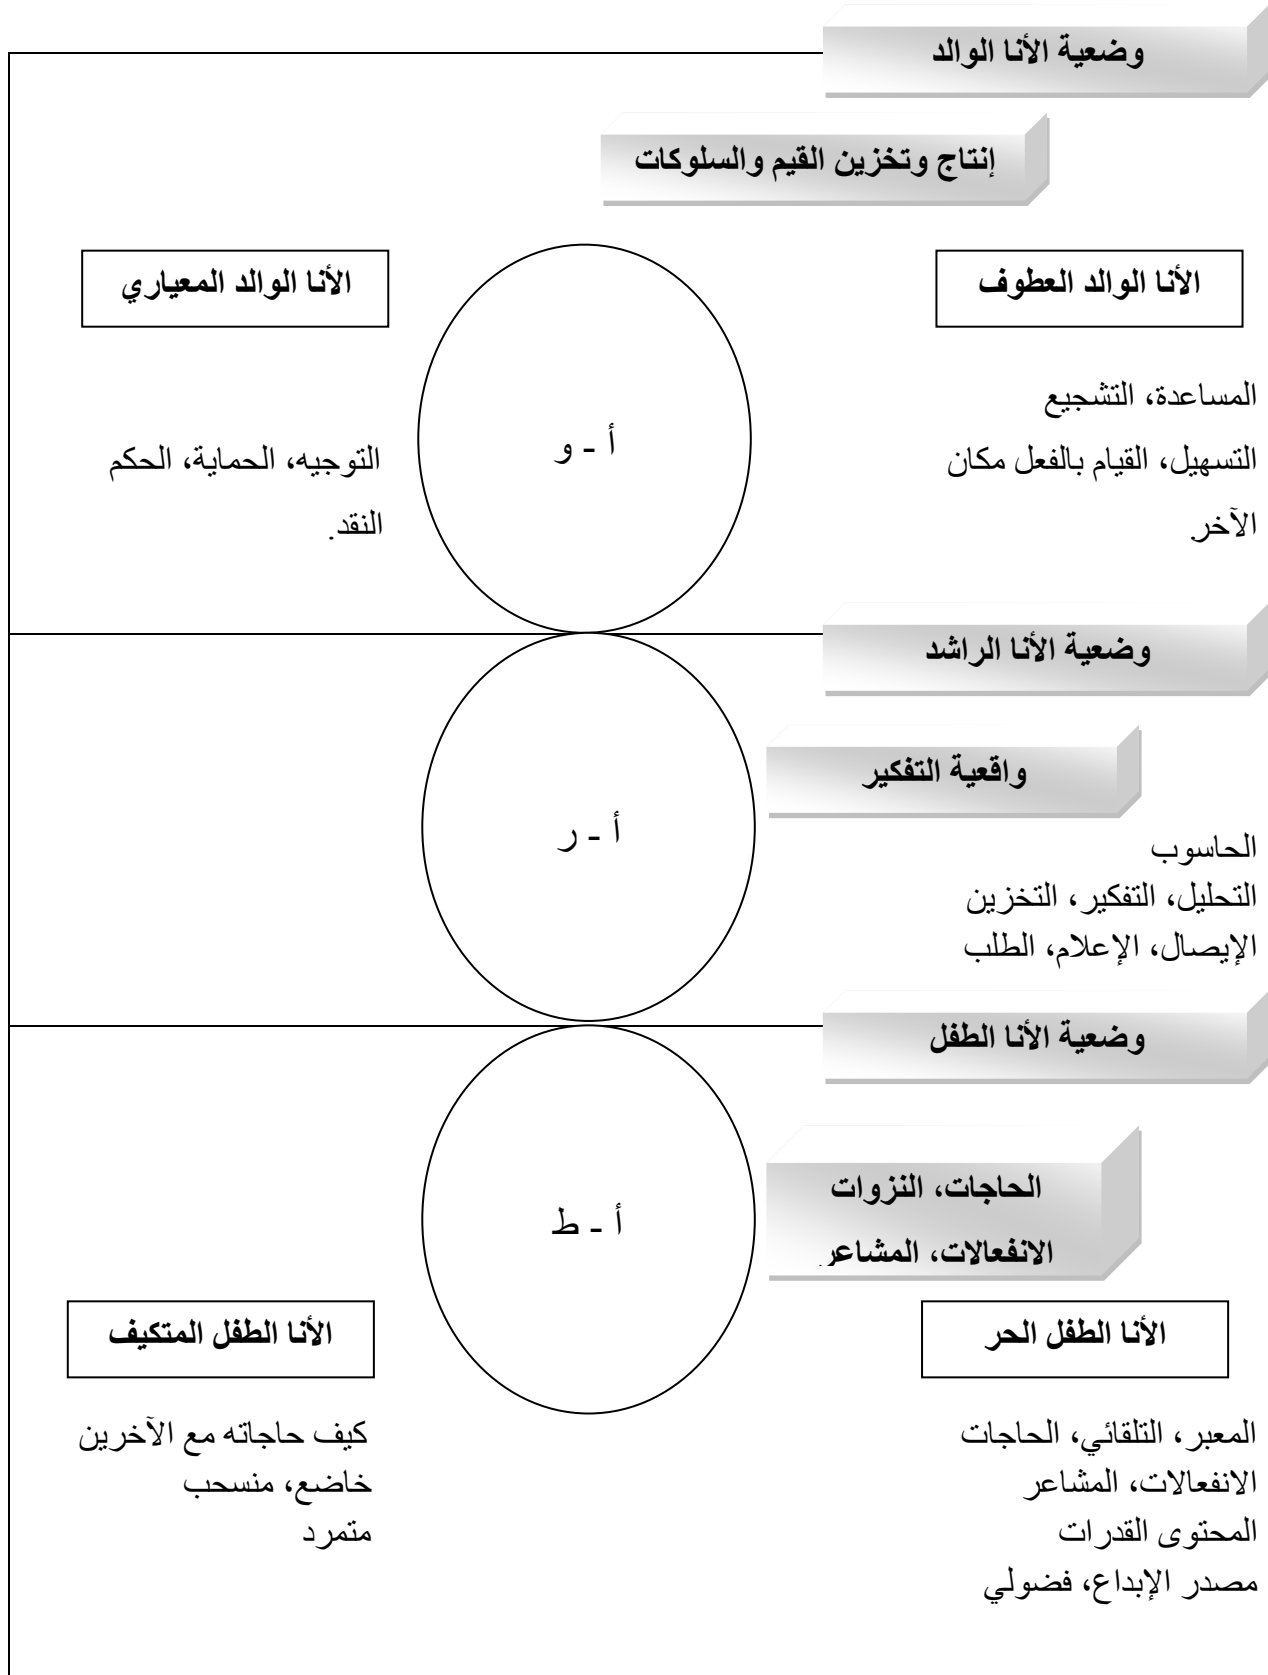 وضعية الأنا الوالد
إنتاج وتخزين القيم والسلوكات
الأنا الوالد العطوف
المساعدة، التشجيع
التسهيل، القيام بالفعل مكان
الآخر
أ - و
الأنا الوالد المعياري
التوجيه، الحماية، الحكم
النقد.
وضعية الأنا الراشد
واقعية التفكير
الحاسوب
التحليل، التفكير، التخزين
الإيصال، الإعلام، الطلب
أ - ر
وضعية الأنا الطفل
الحاجات، النزوات
الانفعالات، المشاعر
أ - ط
الأنا الطفل الحر
المعبر، التلقائي، الحاجات
الانفعالات، المشاعر
المحتوى القدرات
مصدر الإبداع، فضولي
الأنا الطفل المتكيف
كيف حاجاته مع الآخرين
خاضع، منسحب
متمرد